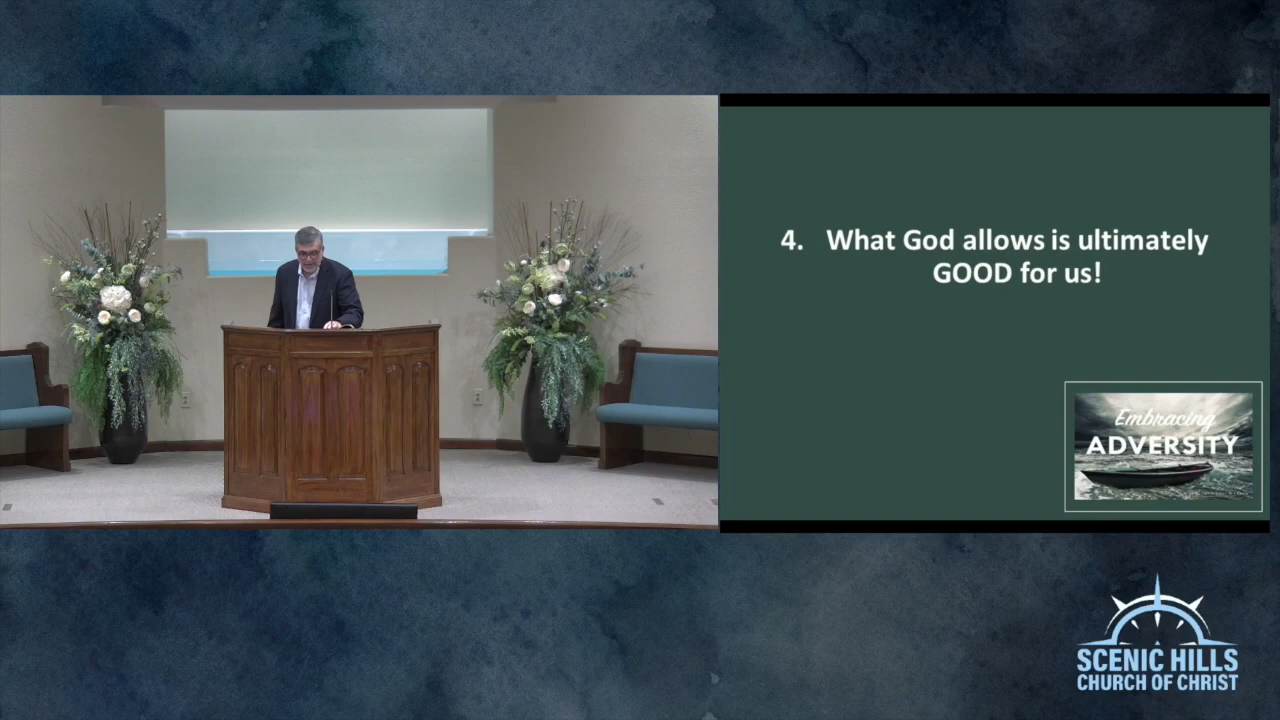 4. What God allows is ultimately
GOOD for us!
Embracing
ADVERSITY
SCENIC HILLS
CHURCH OF CHRIST